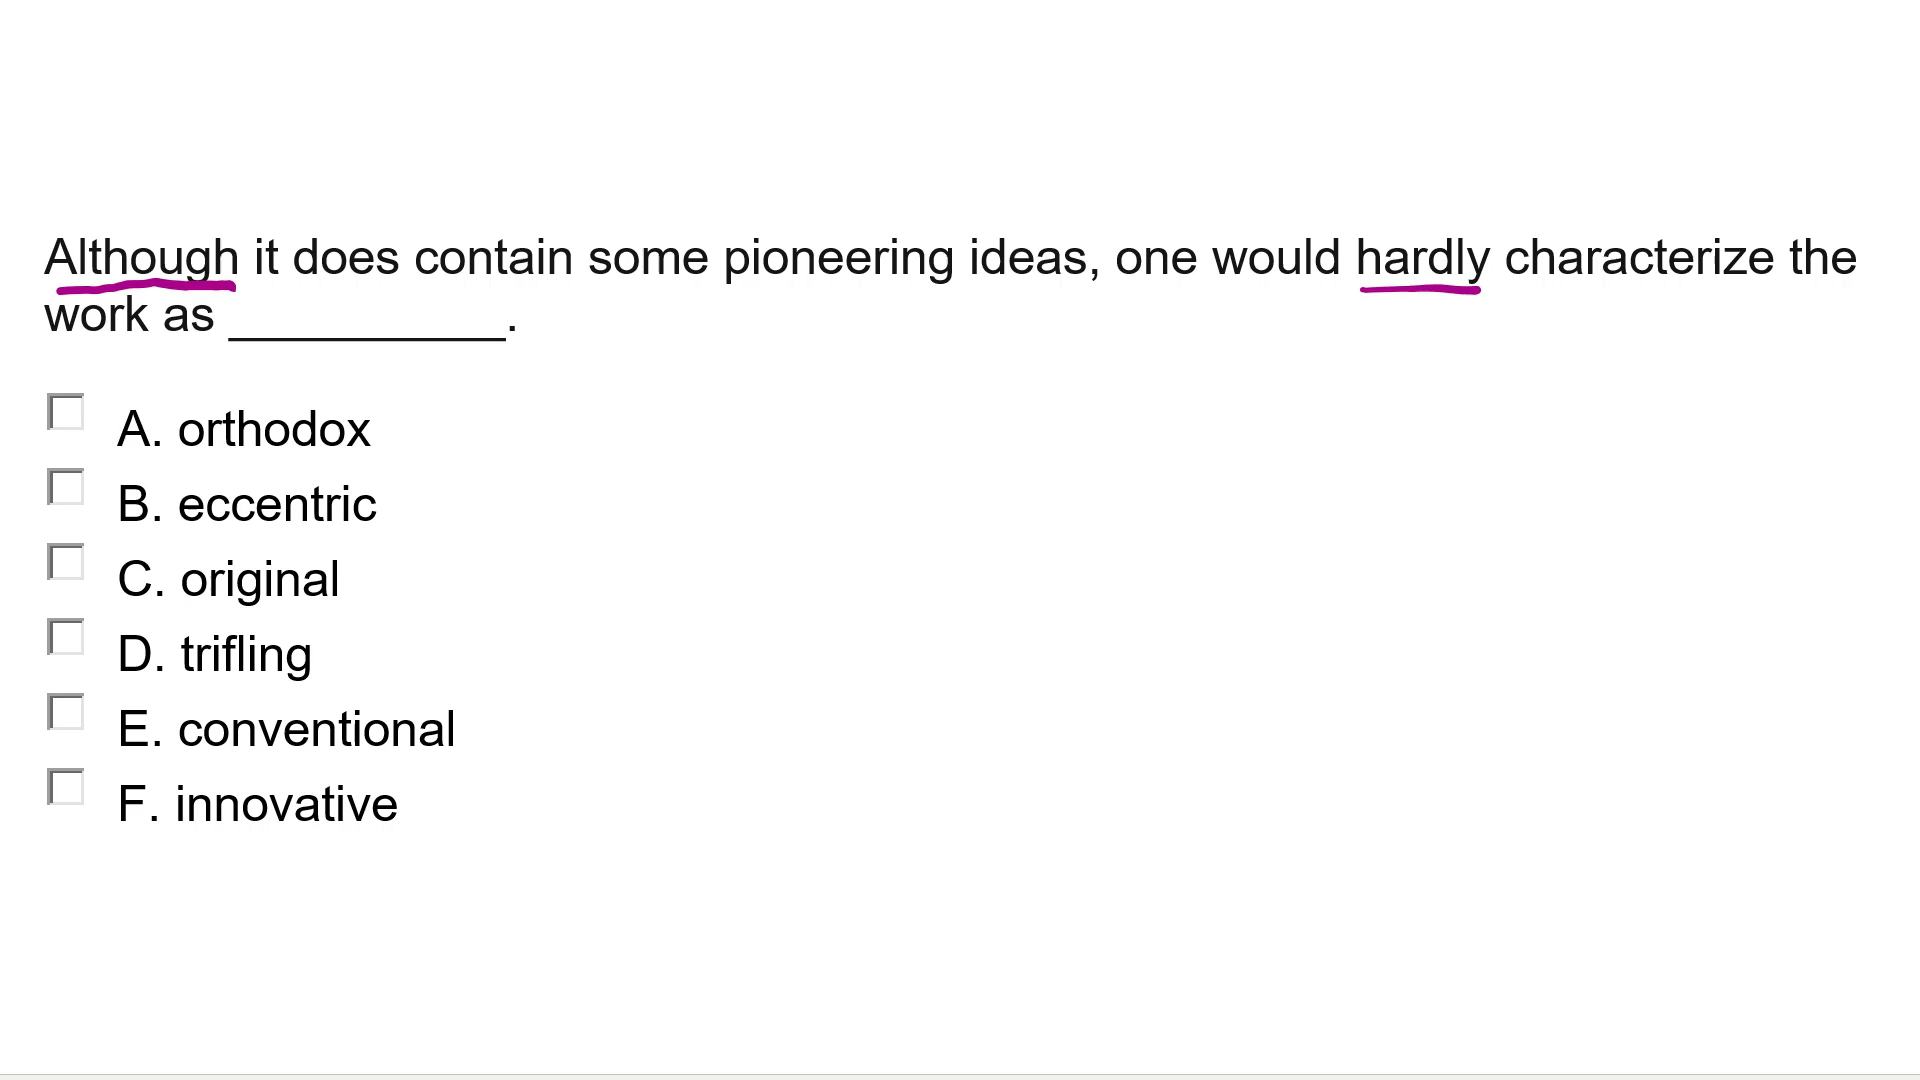 Although it does contain some pioneering ideas, one would hardly characterize the
work as ___________.
A. orthodox
B. eccentric
C. original
D. trifling
E. conventional
F. innovative